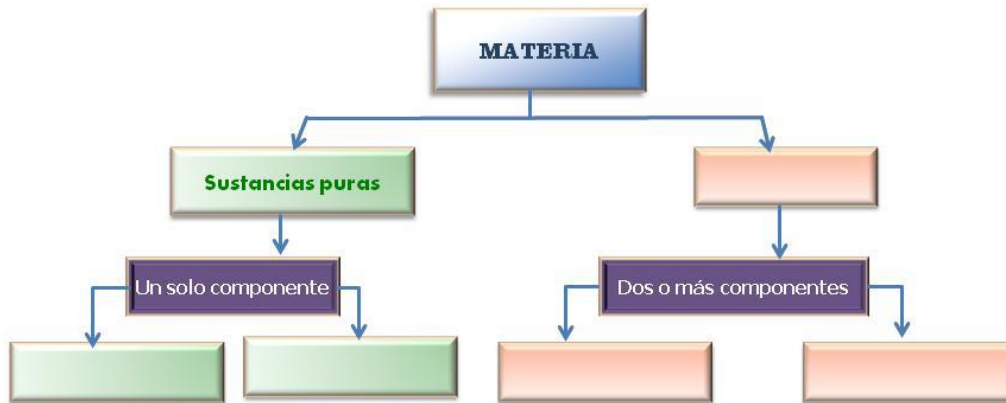 MATERIA
Sustancias puras
Un solo componente
Dos o más componentes